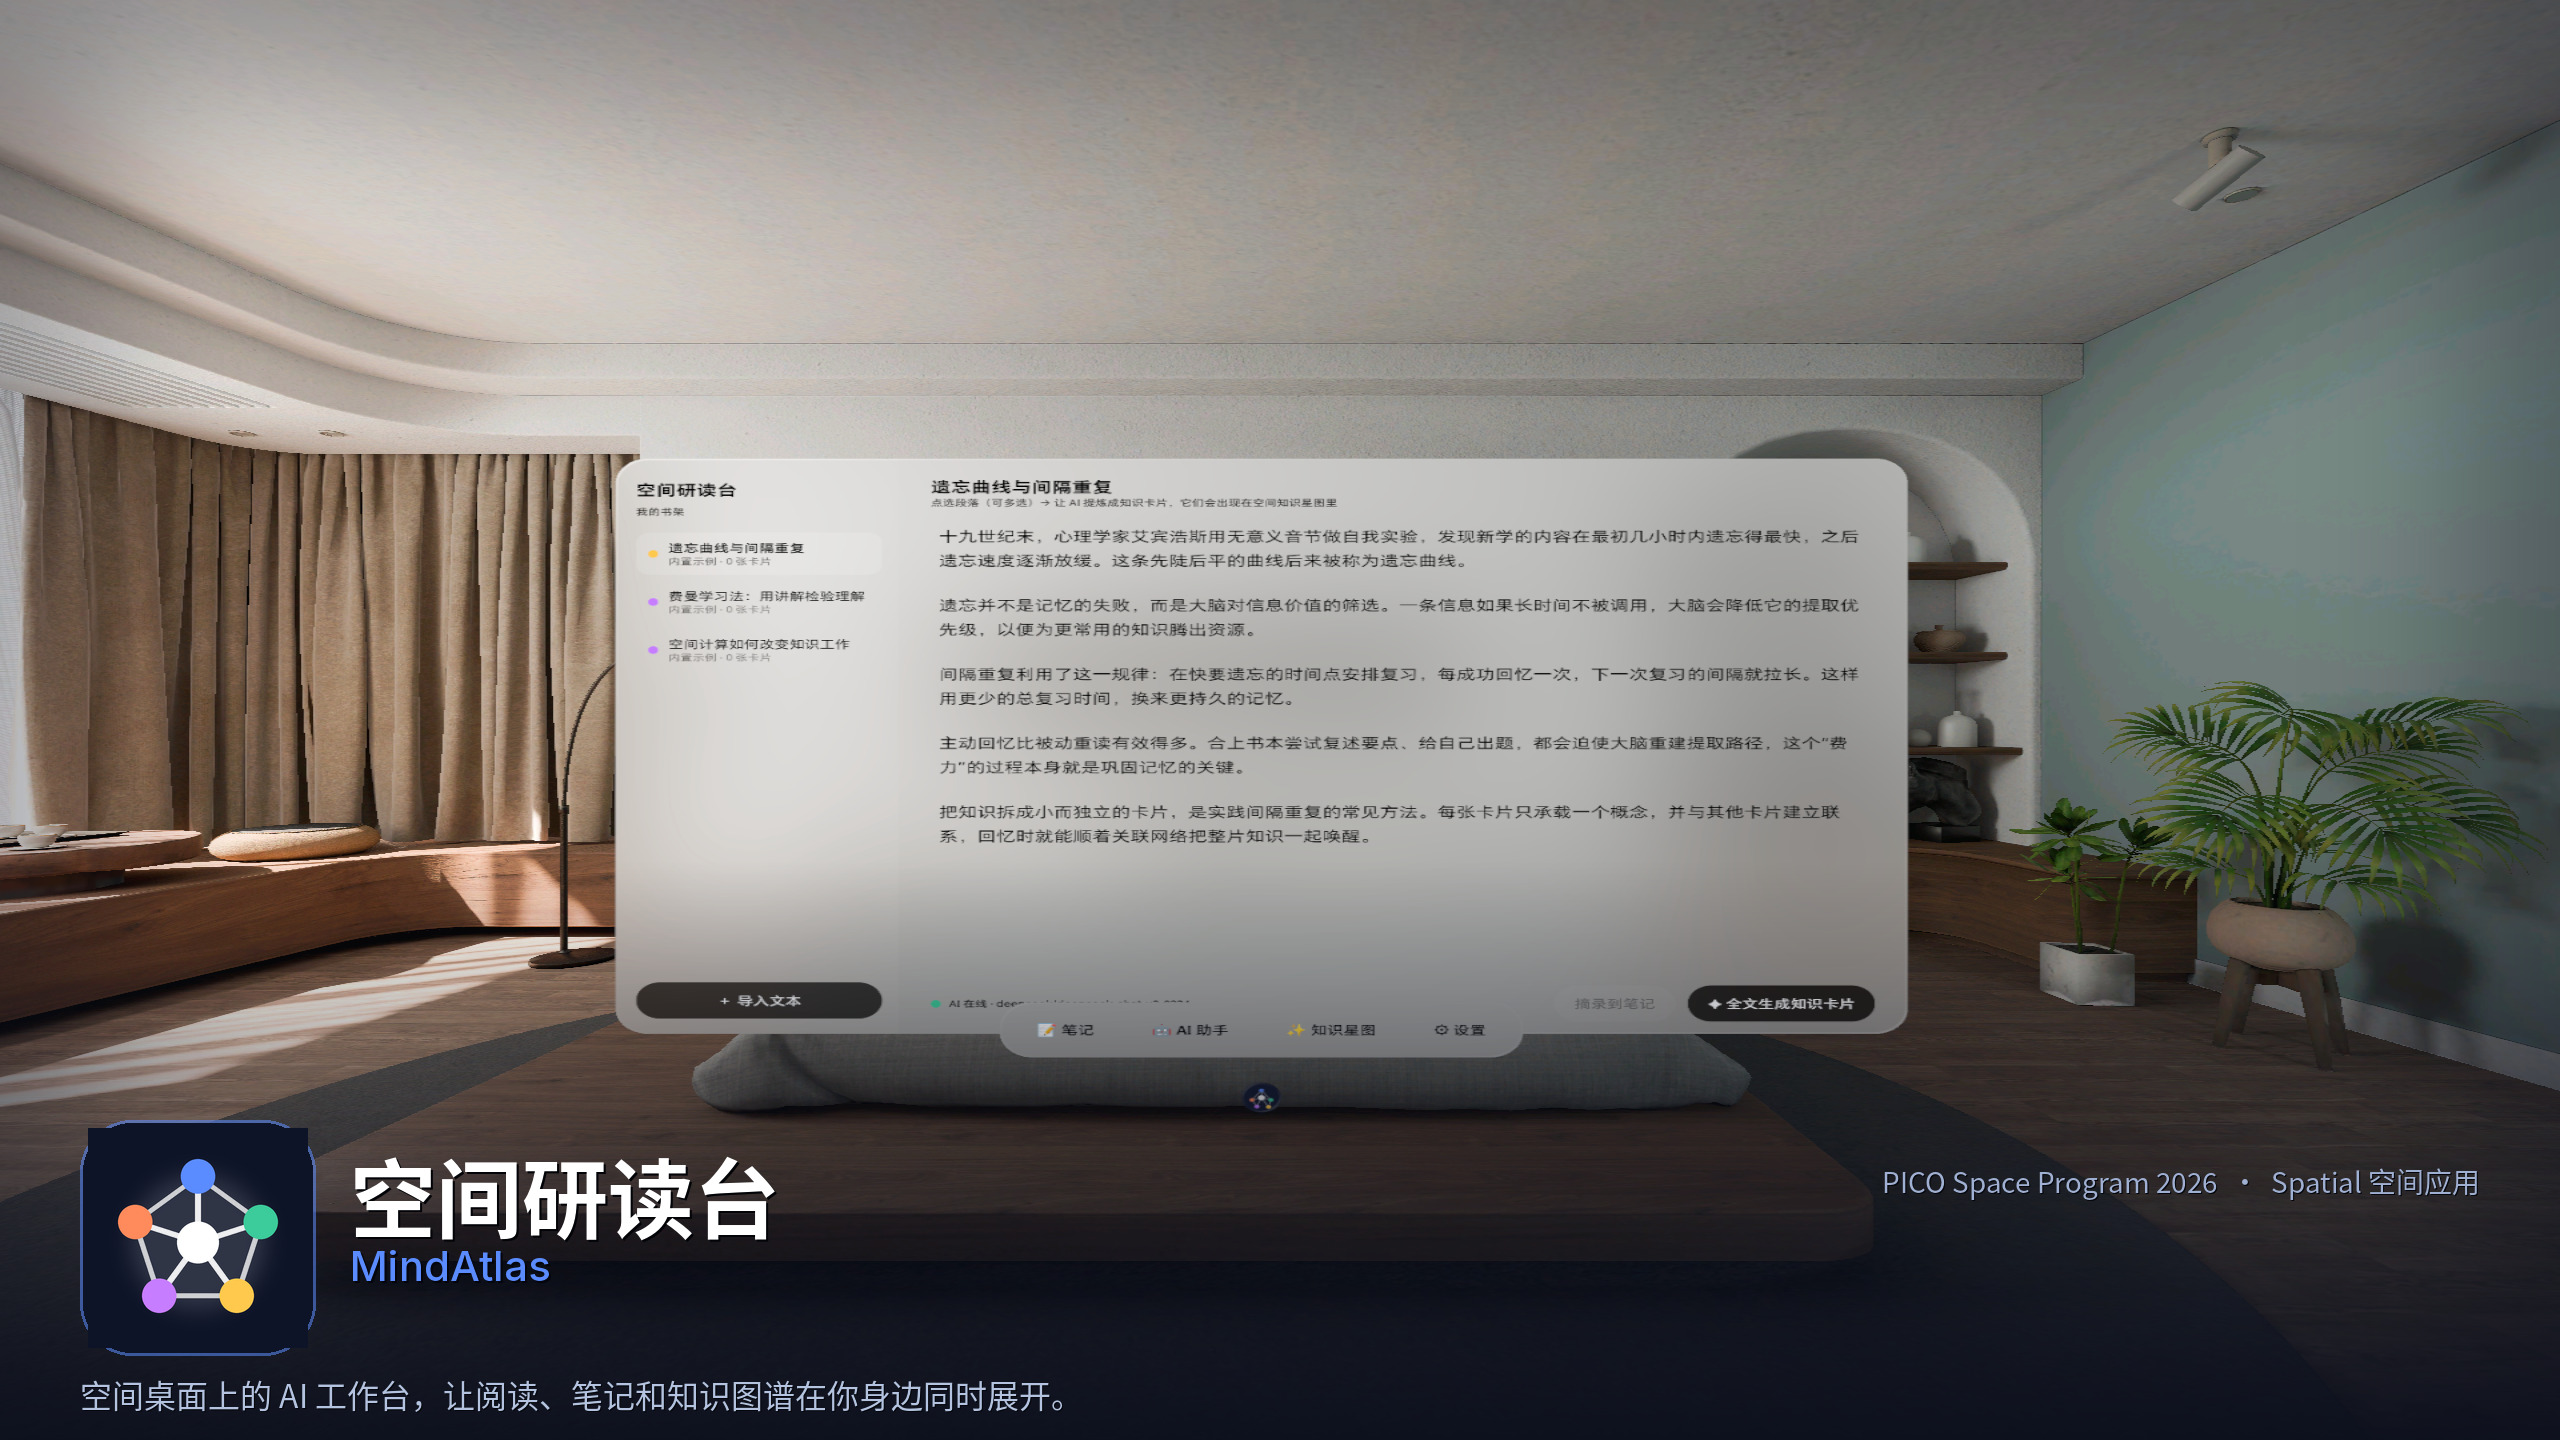 空间研读台
我的书架
遗忘曲线与间隔重复
内置示例 · 0 张卡片
费曼学习法：用讲解检验理解
内置示例 · 0 张卡片
空间计算如何改变知识工作
内置示例 · 0 张卡片
+ 导入文本
遗忘曲线与间隔重复
点选段落（可多选）→ 让 AI 提炼成知识卡片，它们会出现在空间知识星图里
十九世纪末，心理学家艾宾浩斯用无意义音节做自我实验，发现新学的内容在最初几小时内遗忘得最快，之后
遗忘速度逐渐放缓。这条先陡后平的曲线后来被称为遗忘曲线。
遗忘并不是记忆的失败，而是大脑对信息价值的筛选。一条信息如果长时间不被调用，大脑会降低它的提取优
先级，以便为更常用的知识腾出资源。
间隔重复利用了这一规律：在快要遗忘的时间点安排复习，每成功回忆一次，下一次复习的间隔就拉长。这样
用更少的总复习时间，换来更持久的记忆。
主动回忆比被动重读有效得多。合上书本尝试复述要点、给自己出题，都会迫使大脑重建提取路径，这个“费
力”的过程本身就是巩固记忆的关键。
把知识拆成小而独立的卡片，是实践间隔重复的常见方法。每张卡片只承载一个概念，并与其他卡片建立联
系，回忆时就能顺着关联网络把整片知识一起唤醒。
AI 在线 ·
摘录到笔记
✦ 全文生成知识卡片
笔记
AI 助手
知识星图
设置
空间研读台
MindAtlas
PICO Space Program 2026 · Spatial 空间应用
空间桌面上的 AI 工作台，让阅读、笔记和知识图谱在你身边同时展开。